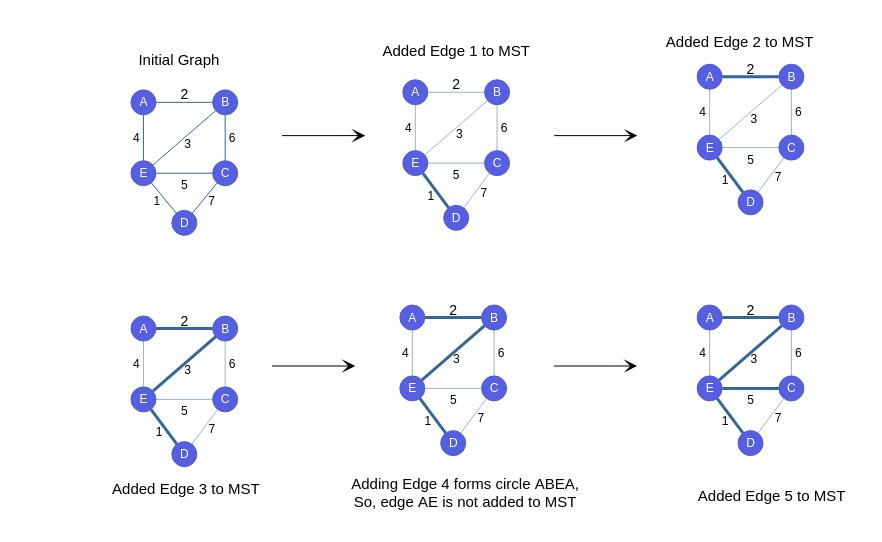 Initial Graph
A 2 B
4 3 6
E 5 C
1 7
D
Added Edge 1 to MST
A 2 B
4 3 6
E 5 C
1 7
D
Added Edge 2 to MST
A 2 B
4 3 6
E 5 C
1 7
D
A 2 B
4 3 6
E 5 C
1 7
D
Added Edge 3 to MST
A 2 B
4 3 6
E 5 C
1 7
D
Adding Edge 4 forms circle ABEA,
So, edge AE is not added to MST
A 2 B
4 3 6
E 5 C
1 7
D
Added Edge 5 to MST